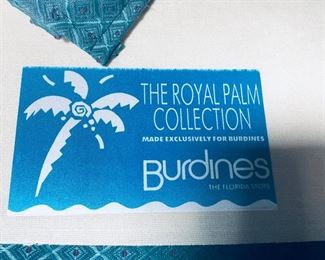 THE ROYAL PALM
COLLECTION
MADE EXCLUSIVELY FOR BURDINES
Burdines
THE FLORIDA STORE